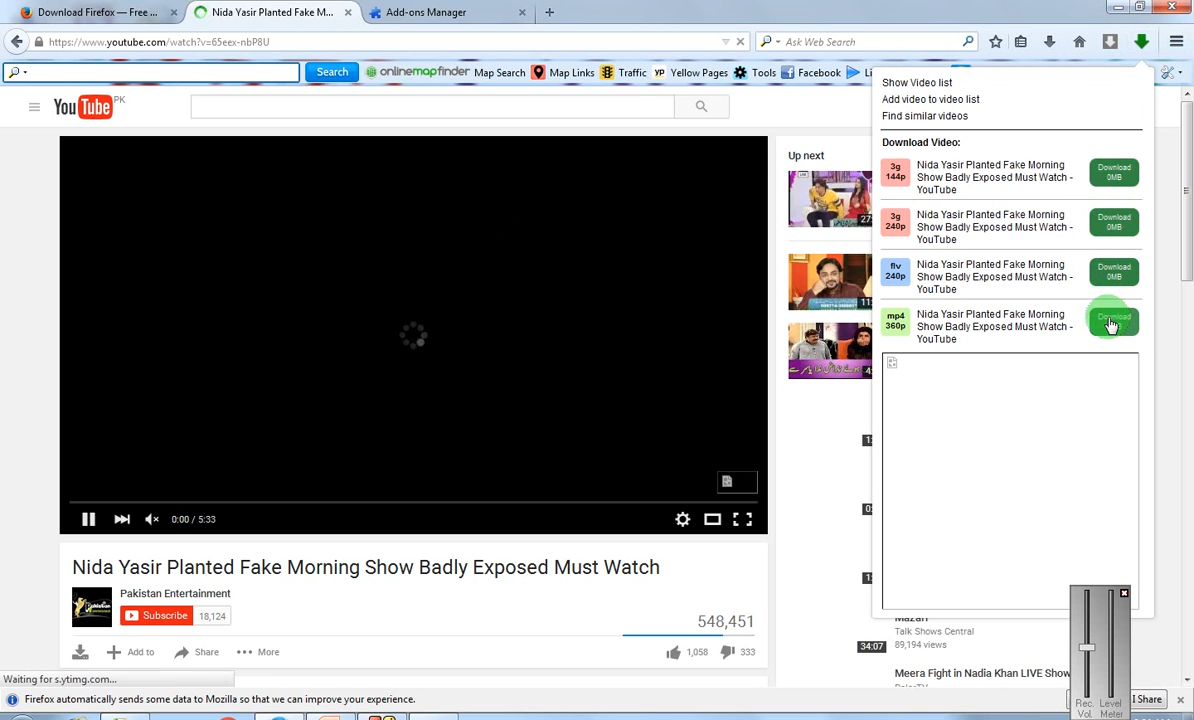 Download Firefox — Free ...
Nida Yasir Planted Fake M...
Add-ons Manager
https://www.youtube.com/watch?v=65eex-nbP8U
Ask Web Search
Search
onlinemapfinder
Map Search
Map Links
Traffic
YP
Yellow Pages
Tools
Facebook
YouTube
PK
Up next
LIVE
Show Video list
Add video to video list
Find similar videos
Download Video:
3g
144p
Nida Yasir Planted Fake Morning
Show Badly Exposed Must Watch -
YouTube
Download
0MB
3g
240p
Nida Yasir Planted Fake Morning
Show Badly Exposed Must Watch -
YouTube
Download
0MB
flv
240p
Nida Yasir Planted Fake Morning
Show Badly Exposed Must Watch -
YouTube
Download
0MB
mp4
360p
Nida Yasir Planted Fake Morning
Show Badly Exposed Must Watch -
YouTube
Download
0:00 / 5:33
Nida Yasir Planted Fake Morning Show Badly Exposed Must Watch
Pakistan Entertainment
Subscribe
18,124
548,451
Add to
Share
More
1,058
333
34:07
Talk Shows Central
89,194 views
Meera Fight in Nadia Khan LIVE Show
Waiting for s.ytimg.com...
Firefox automatically sends some data to Mozilla so that we can improve your experience.
I Share
Rec. Vol.
Level Meter